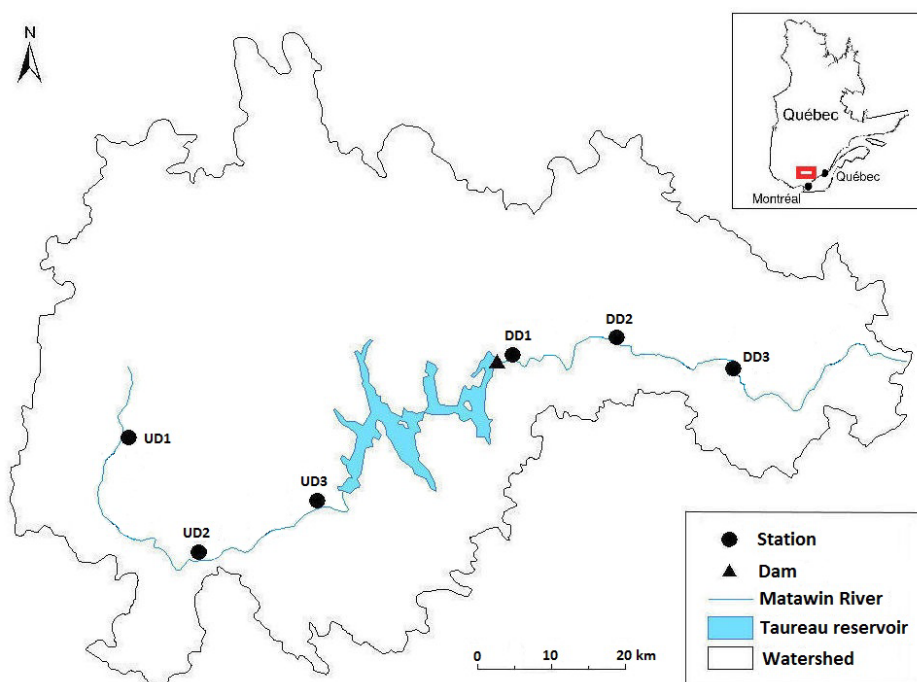 N
Québec
Québec
Montréal
DD2
DD1
DD3
UD1
UD3
UD2
Station
Dam
Matawin River
Taureau reservoir
Watershed
0 10 20 km